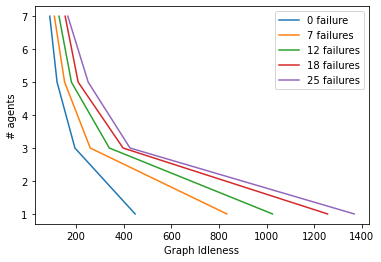 0 failure
7 failures
12 failures
18 failures
25 failures
7
6
5
4
3
2
1
# agents
200 400 600 800 1000 1200 1400
Graph Idleness